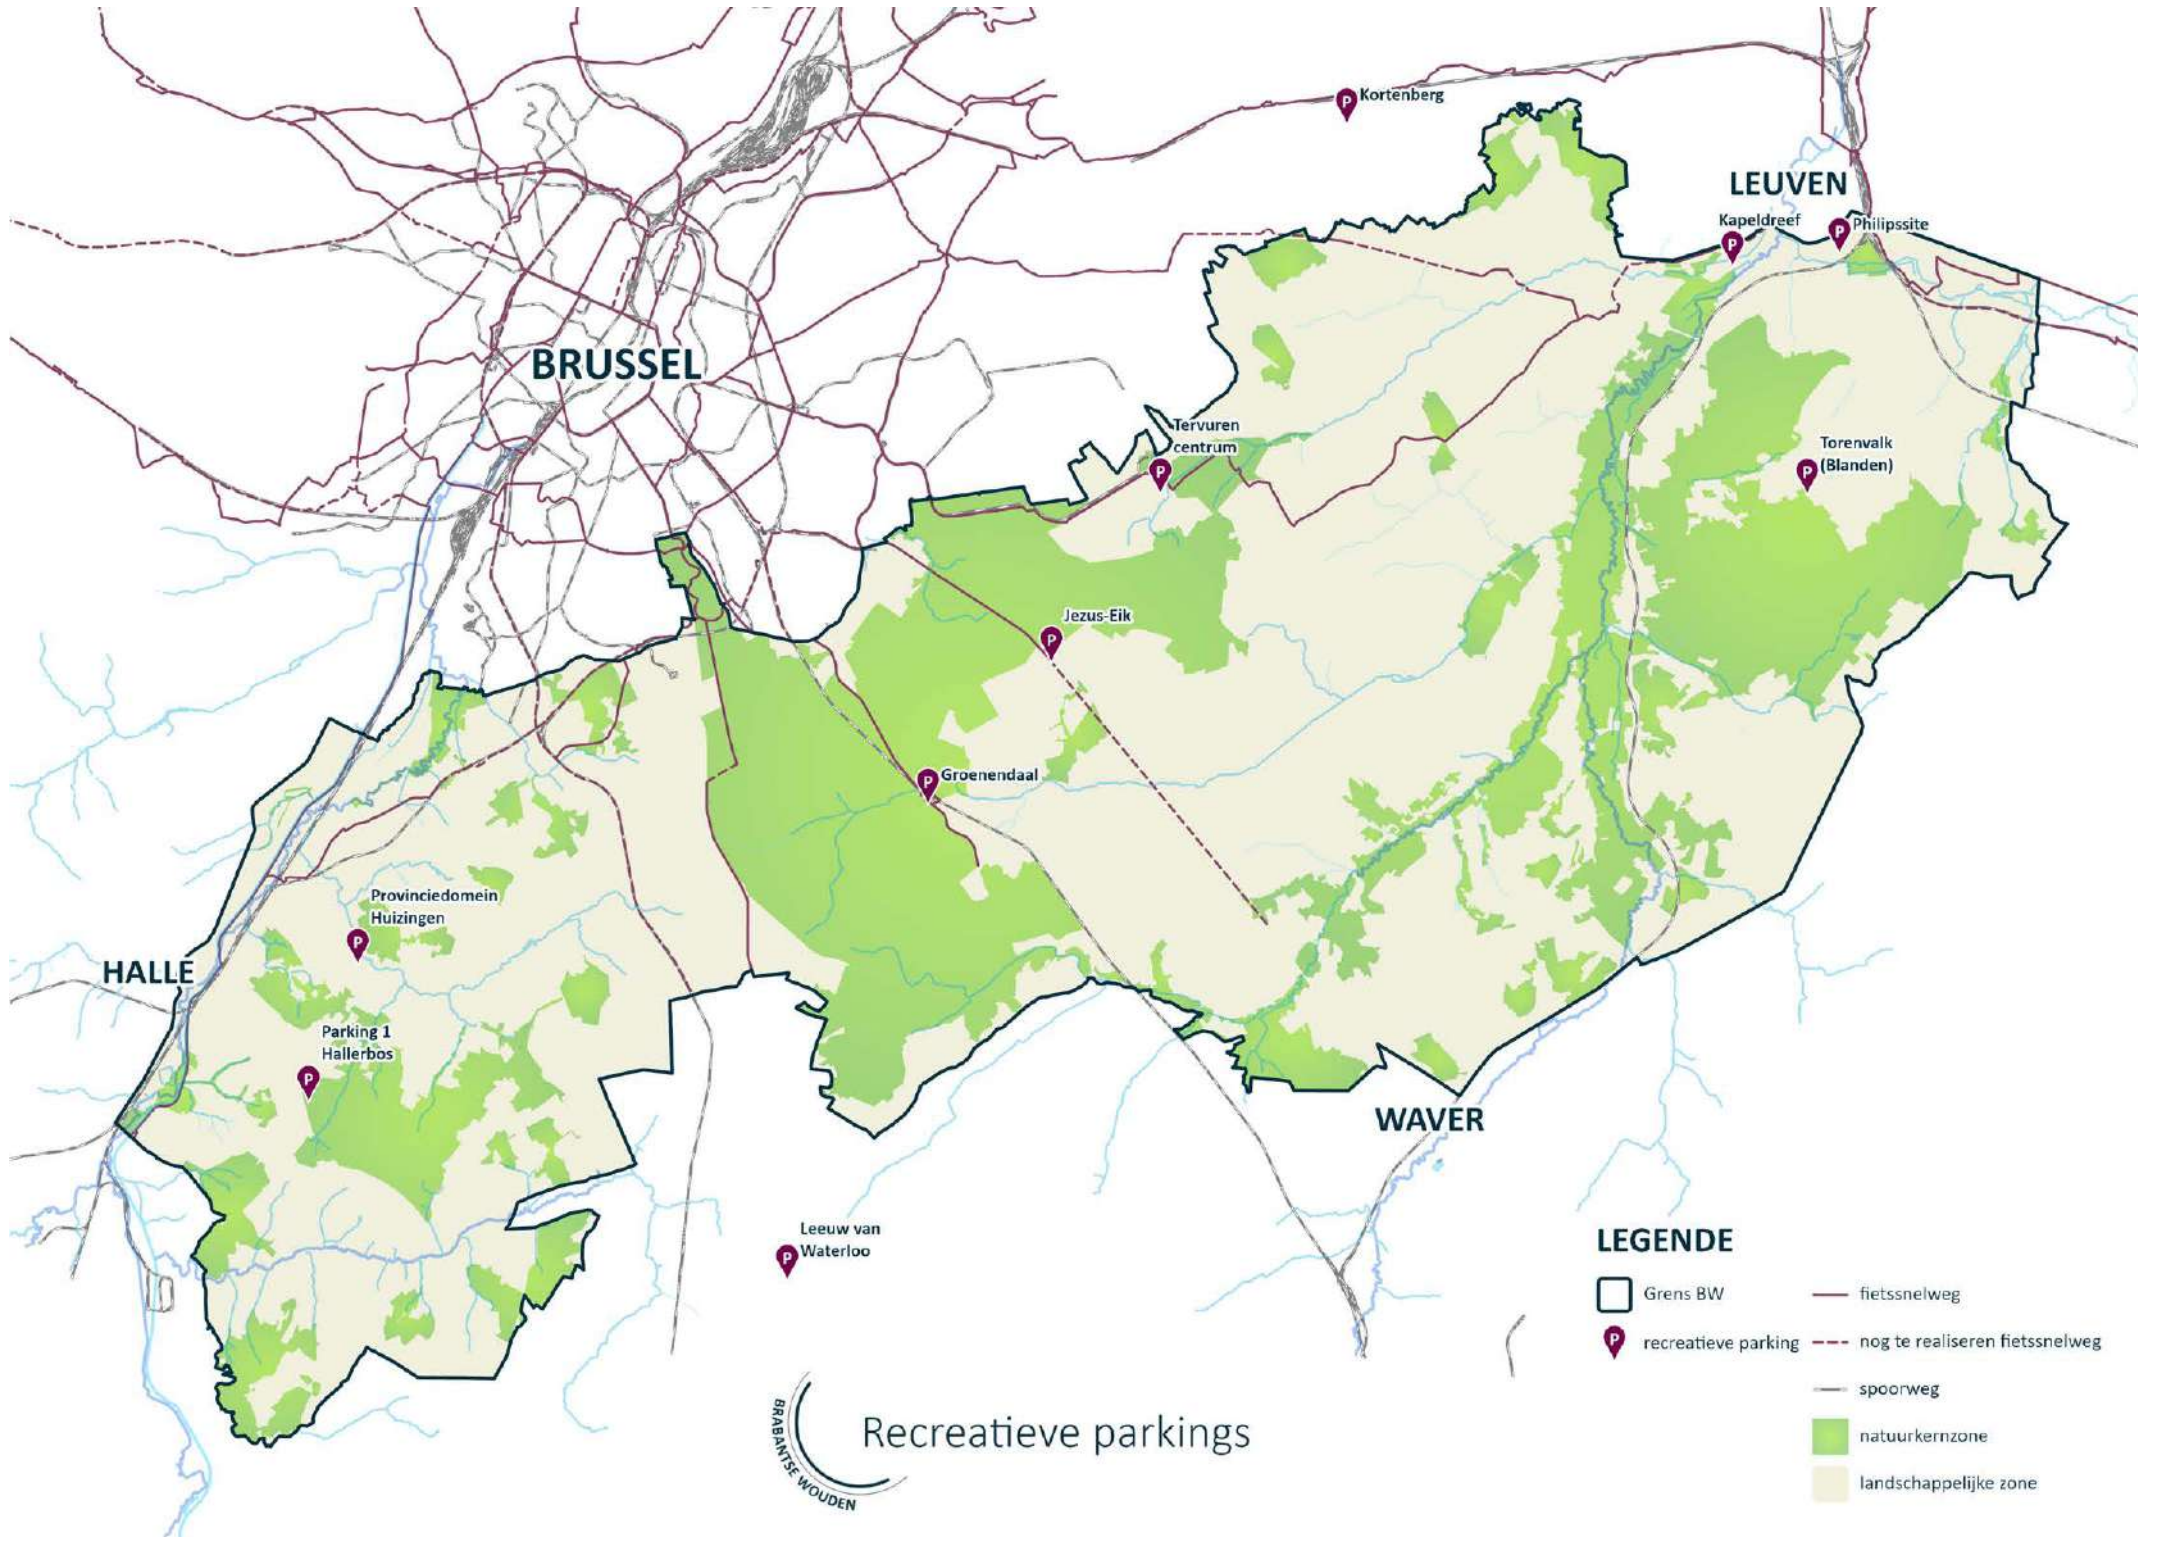 Kortenberg
LEUVEN
Kapeldreef
Philipssite
BRUSSEL
Tervuren
centrum
Torenvalk
(Blanden)
Jezus-Eik
Groenendaal
Provinciedomein
Huizingen
HALLE
Parking 1
Hallerbos
WAVER
Leeuw van
Waterloo
LEGENDE
Grens BW
fietssnelweg
recreatieve parking
nog te realiseren fietssnelweg
spoorweg
natuurkernzone
landschappelijke zone
BRABANTSE WOUDEN
Recreatieve parkings